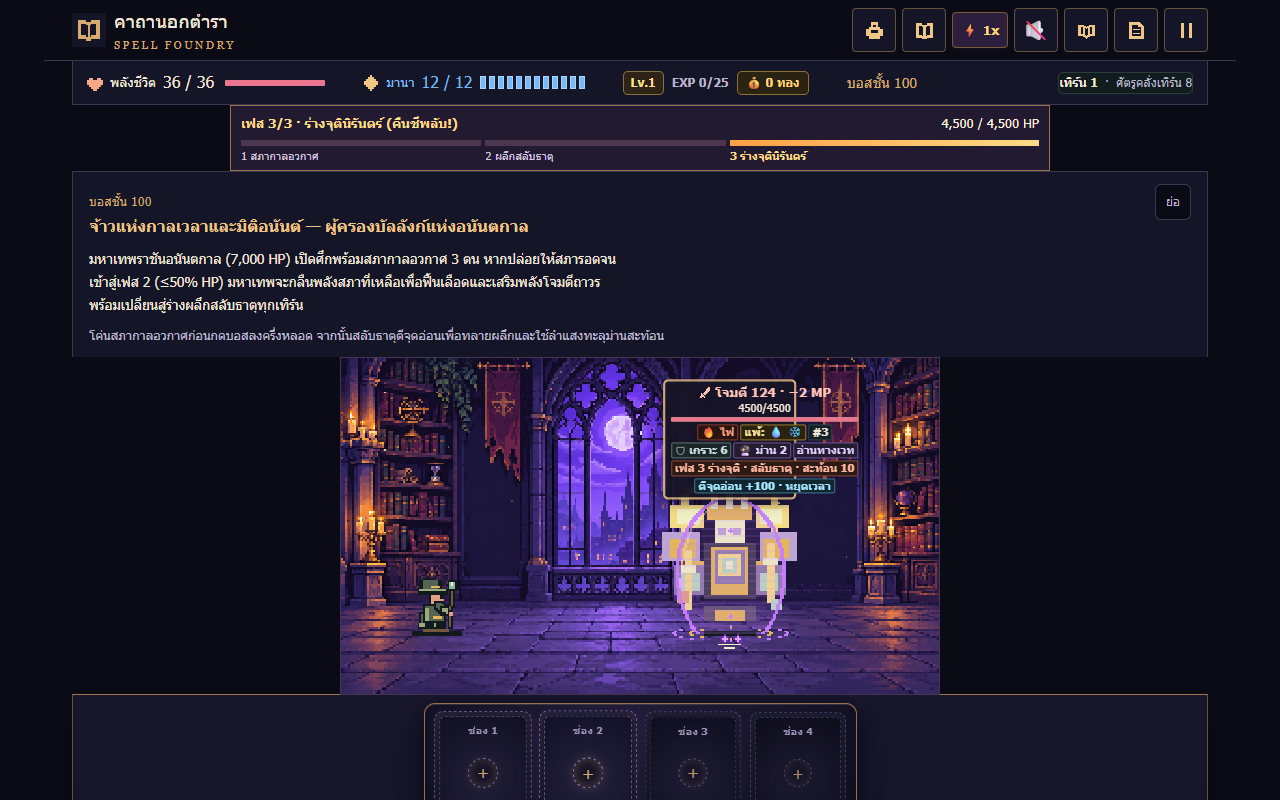 คาถานอกตำรา
SPELL FOUNDRY
1x
พลังชีวิต 36 / 36
มานา 12 / 12
Lv.1 EXP 0/25 0 ทอง
บอสชั้น 100
เทิร์น 1 · ศัตรูคลั่งเทิร์น 8
เฟส 3/3 · ร่างจุตินิรันดร์ (คืนชีพลับ!)
4,500 / 4,500 HP
1 สภากาลอวกาศ
2 ผลึกสลับธาตุ
3 ร่างจุตินิรันดร์
บอสชั้น 100
ย่อ
จ้าวแห่งกาลเวลาและมิติอนันต์ — ผู้ครองบัลลังก์แห่งอนันตกาล
มหาเทพราชันอนันตกาล (7,000 HP) เปิดศึกพร้อมสภากาลอวกาศ 3 ตน หากปล่อยให้สภารอดจน
เข้าสู่เฟส 2 (≤50% HP) มหาเทพจะกลืนพลังสภาที่เหลือเพื่อฟื้นเลือดและเสริมพลังโจมตีถาวร
พร้อมเปลี่ยนสู่ร่างผลึกสลับธาตุทุกเทิร์น
โค่นสภากาลอวกาศก่อนกดบอสลงครึ่งหลอด จากนั้นสลับธาตุตีจุดอ่อนเพื่อทลายผลึกและใช้ลำแสงทะลุม่านสะท้อน
โจมตี 124 · −2 MP
4500/4500
ไฟ แพ้: #3
เกราะ 6 ม่าน 2 อ่านทางเวท
เฟส 3 ร่างจุติ · สลับธาตุ · สะท้อน 10
ตีจุดอ่อน +100 · หยุดเวลา
ช่อง 1
ช่อง 2
ช่อง 3
ช่อง 4
+
+
+
+